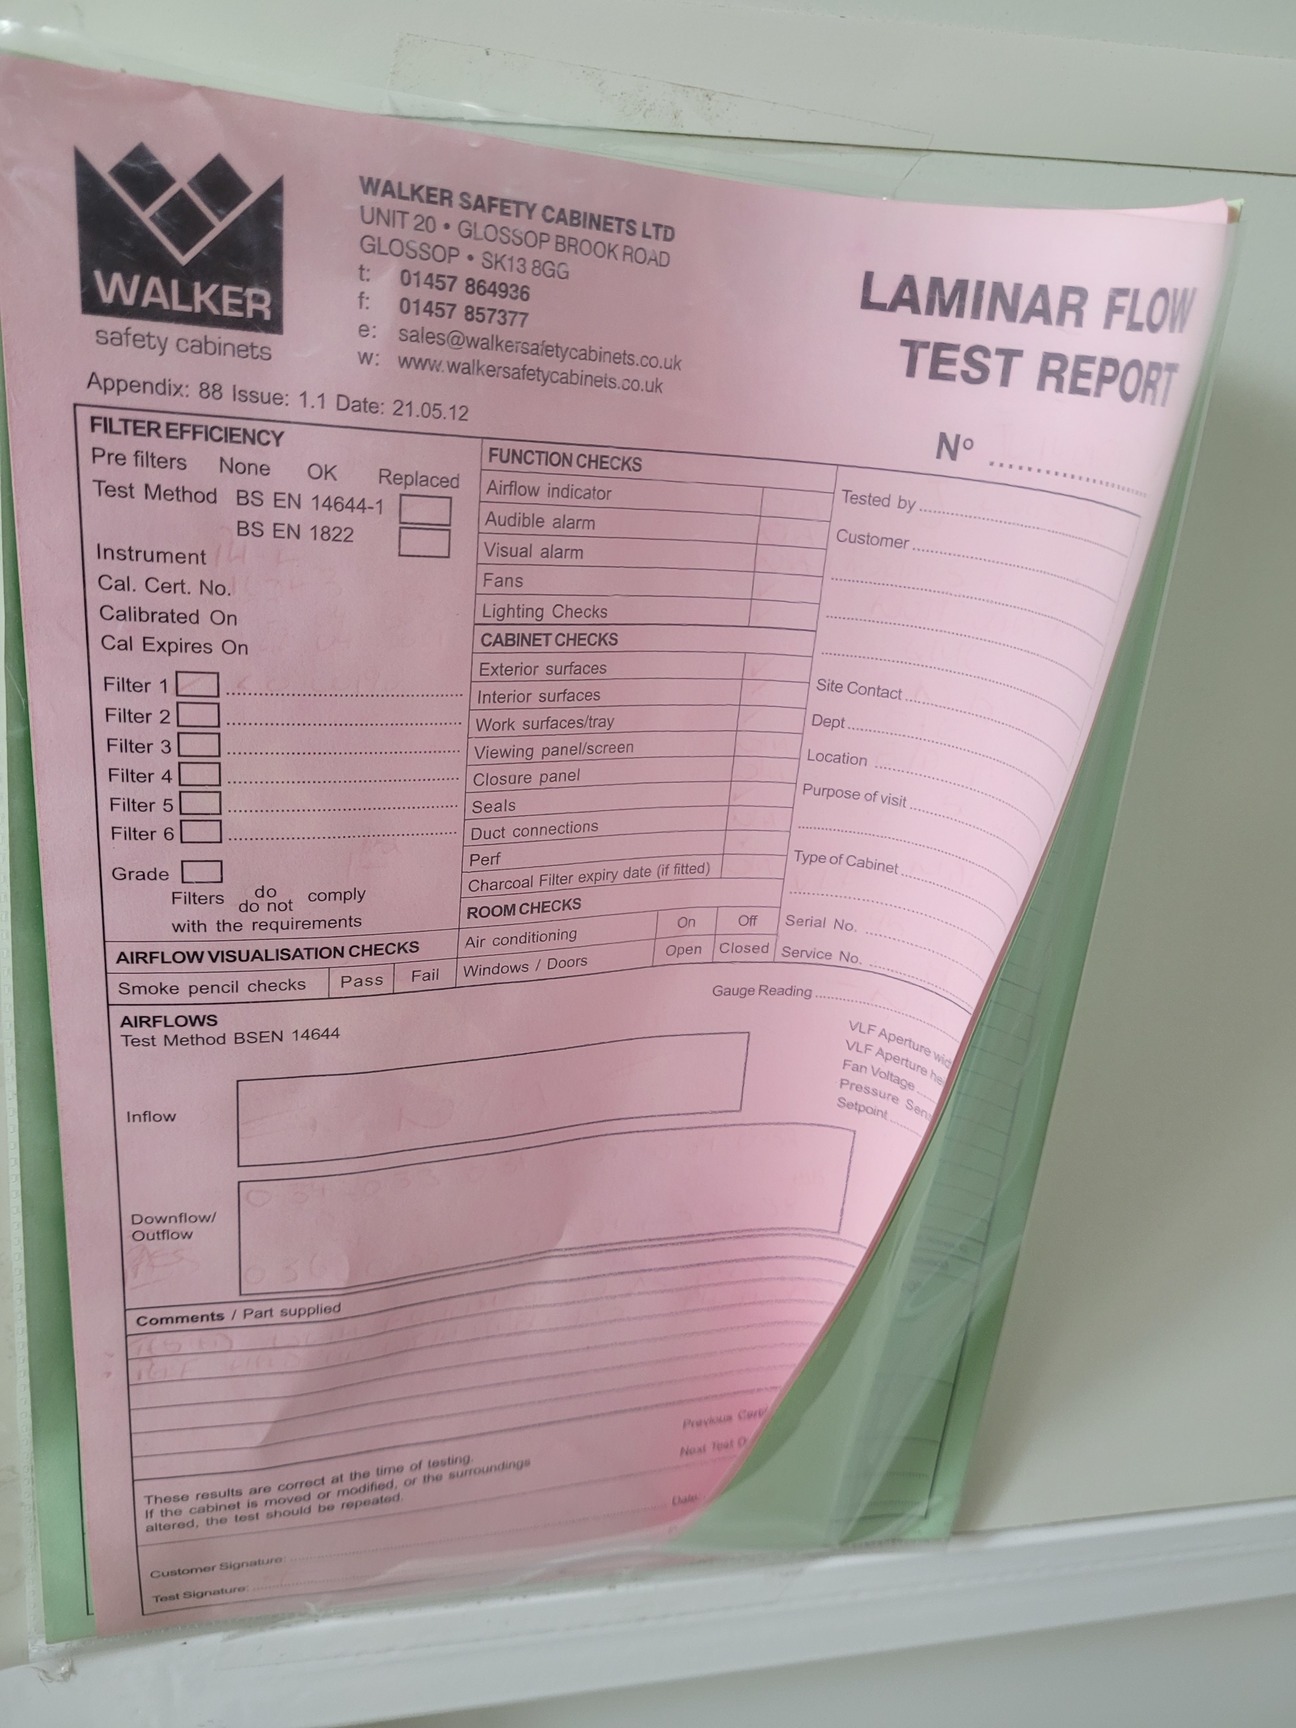 WALKER
safety cabinets
WALKER SAFETY CABINETS LTD
UNIT 20 • GLOSSOP BROOK ROAD
GLOSSOP • SK13 8GG
t: 01457 864936
f: 01457 857377
e: sales@walkersafetycabinets.co.uk
w: www.walkersafetycabinets.co.uk
LAMINAR FLOW
TEST REPORT
Appendix: 88 Issue: 1.1 Date: 21.05.12
Nº
FILTER EFFICIENCY
Pre filters None OK Replaced
Test Method BS EN 14644-1
BS EN 1822
Instrument
Cal. Cert. No.
Calibrated On
Cal Expires On
Filter 1
Filter 2
Filter 3
Filter 4
Filter 5
Filter 6
Grade
Filters do
do not comply
with the requirements
AIRFLOW VISUALISATION CHECKS
Smoke pencil checks Pass Fail
FUNCTION CHECKS
Airflow indicator
Audible alarm
Visual alarm
Fans
Lighting Checks
CABINET CHECKS
Exterior surfaces
Interior surfaces
Work surfaces/tray
Viewing panel/screen
Closure panel
Seals
Duct connections
Perf
Charcoal Filter expiry date (if fitted)
ROOM CHECKS
Air conditioning On Off
Windows / Doors Open Closed
Tested by
Customer
Site Contact
Dept
Location
Purpose of visit
Type of Cabinet
Serial No.
Service No.
Gauge Reading
VLF Aperture
VLF Aperture
Fan Voltage
Pressure
Setpoint
AIRFLOWS
Test Method BSEN 14644
Inflow
Downflow/
Outflow
Comments / Part supplied
Previous
Next Test
Date:
These results are correct at the time of testing.
If the cabinet is moved or modified, or the surroundings
altered, the test should be repeated.
Customer Signature:
Test Signature: